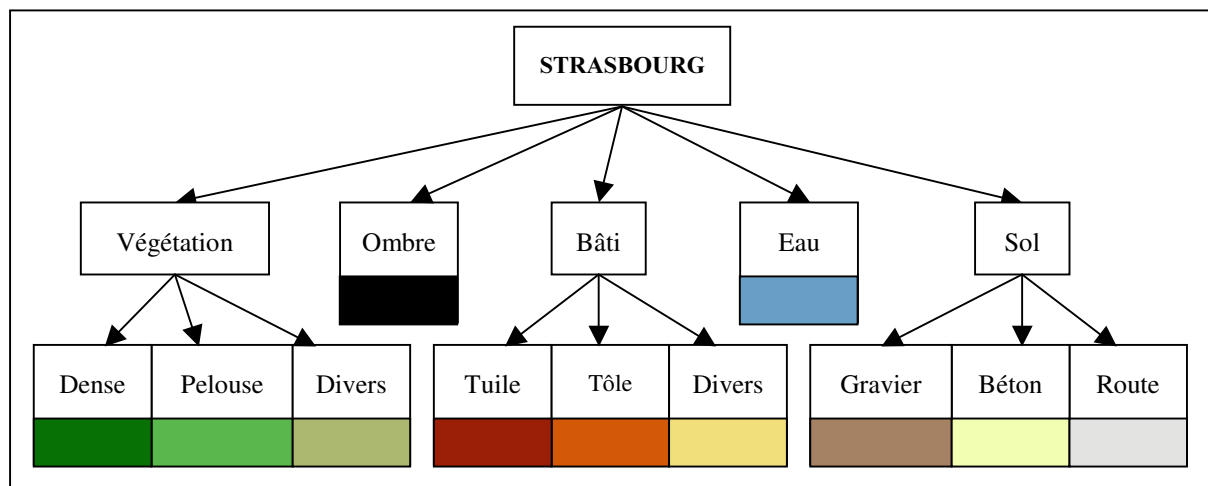 STRASBOURG
Végétation
Ombre
Bâti
Eau
Sol
Dense
Pelouse
Divers
Tuile
Tôle
Divers
Gravier
Béton
Route